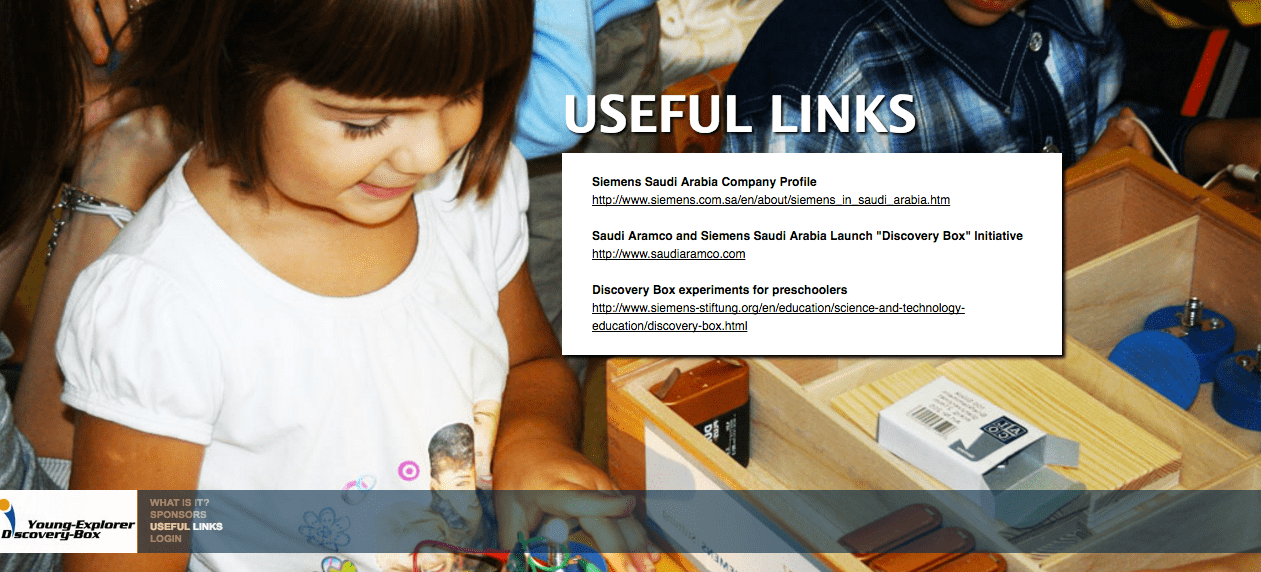 USEFUL LINKS
Siemens Saudi Arabia Company Profile
http://www.siemens.com.sa/en/about/siemens_in_saudi_arabia.htm
Saudi Aramco and Siemens Saudi Arabia Launch "Discovery Box" Initiative
http://www.saudiaramco.com
Discovery Box experiments for preschoolers
http://www.siemens-stiftung.org/en/education/science-and-technology-
education/discovery-box.html
WHAT IS IT?
SPONSORS
USEFUL LINKS
LOGIN
Young-Explorer
Discovery-Box